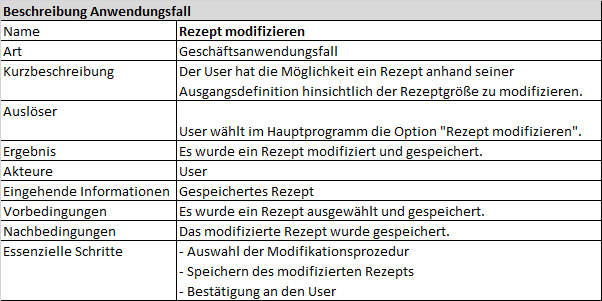 Beschreibung Anwendungsfall
Name Rezept modifizieren
Art Geschäftsanwendungsfall
Kurzbeschreibung Der User hat die Möglichkeit ein Rezept anhand seiner
Ausgangsdefinition hinsichtlich der Rezeptgröße zu modifizieren.
Auslöser
User wählt im Hauptprogramm die Option "Rezept modifizieren".
Ergebnis Es wurde ein Rezept modifiziert und gespeichert.
Akteure User
Eingehende Informationen Gespeichertes Rezept
Vorbedingungen Es wurde ein Rezept ausgewählt und gespeichert.
Nachbedingungen Das modifizierte Rezept wurde gespeichert.
Essenzielle Schritte - Auswahl der Modifikationsprozedur
- Speichern des modifizierten Rezepts
- Bestätigung an den User